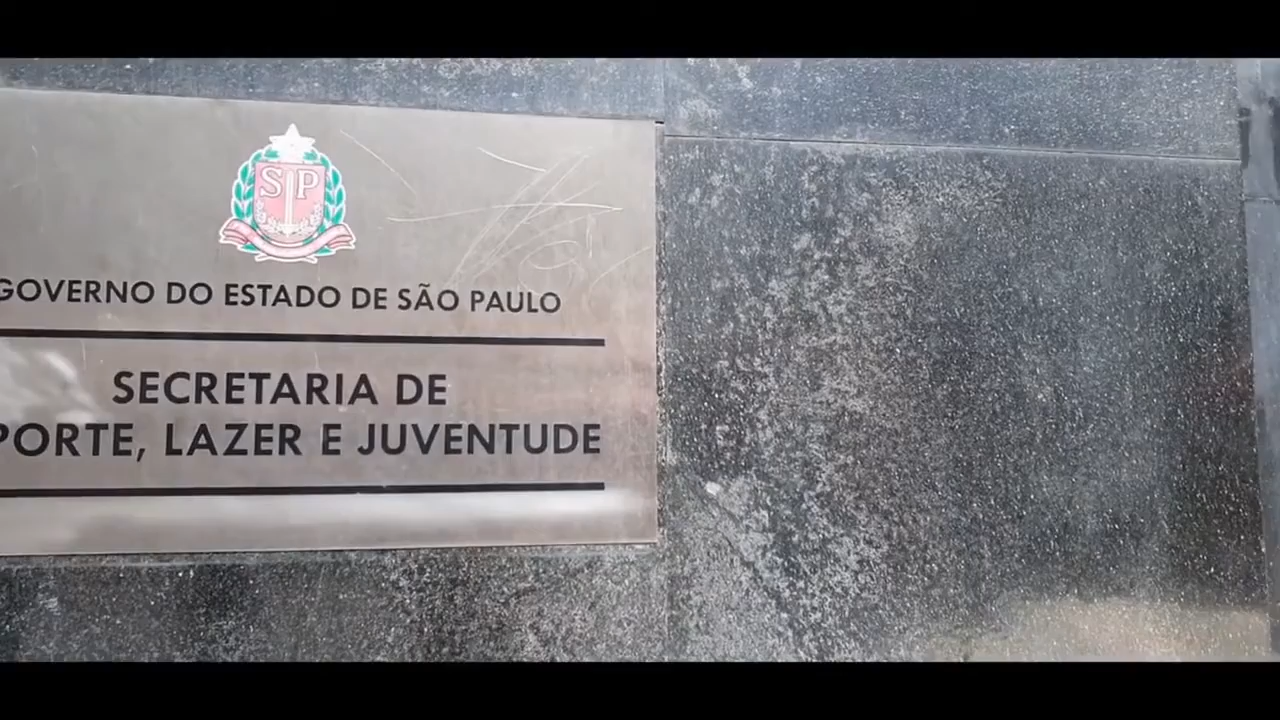 SP
GOVERNO DO ESTADO DE SÃO PAULO
SECRETARIA DE
PORTE, LAZER E JUVENTUDE